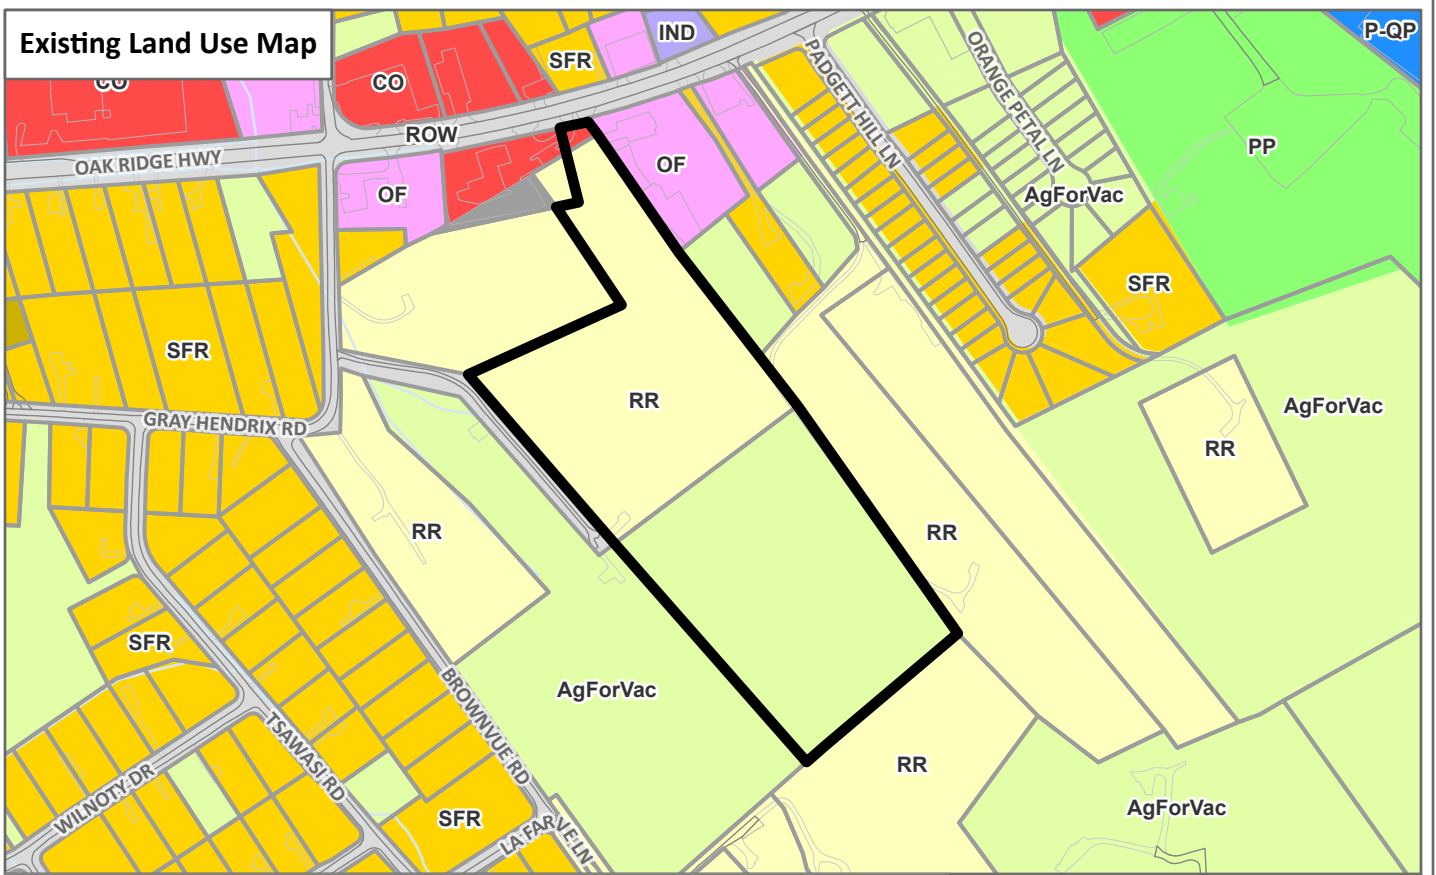 Existing Land Use Map
IND
P-QP
SFR
CO
CO
ROW
PADGETT HILL LN
ORANGE PETAL LN
PP
OAK RIDGE HWY
OF
OF
AgForVac
SFR
SFR
RR
AgForVac
GRAY HENDRIX RD
RR
RR
RR
SFR
AgForVac
BROWNVUE RD
TSAWASI RD
RR
WILNOTY DR
AgForVac
SFR
LA FARVE LN